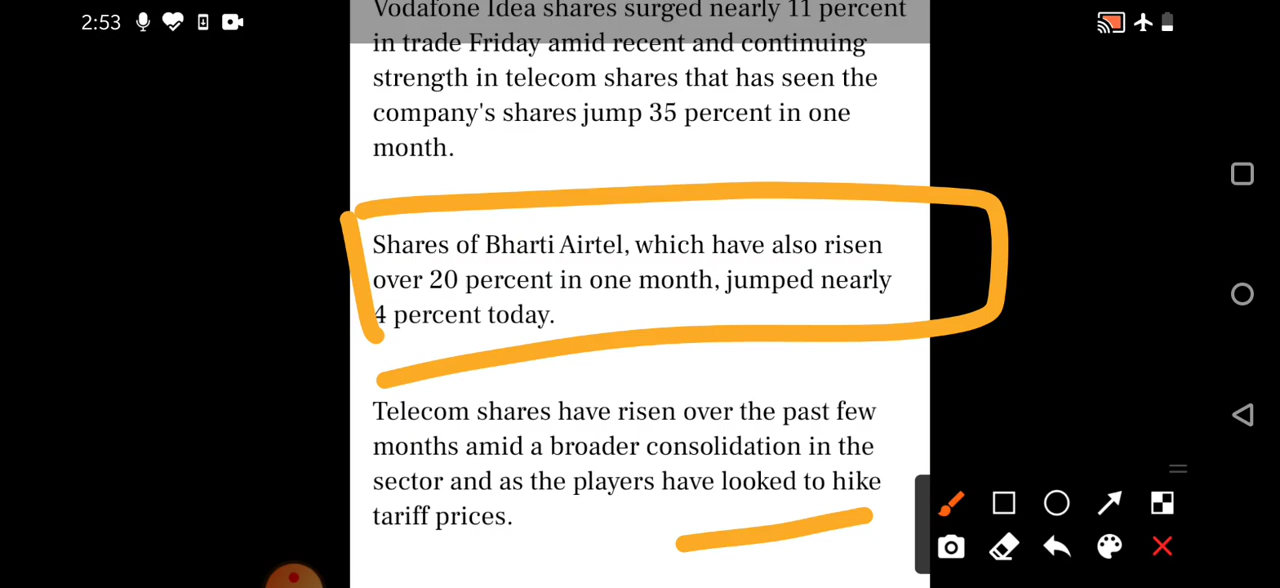 2:53
Vodafone Idea shares surged nearly 11 percent
in trade Friday amid recent and continuing
strength in telecom shares that has seen the
company's shares jump 35 percent in one
month.
Shares of Bharti Airtel, which have also risen
over 20 percent in one month, jumped nearly
4 percent today.
Telecom shares have risen over the past few
months amid a broader consolidation in the
sector and as the players have looked to hike
tariff prices.